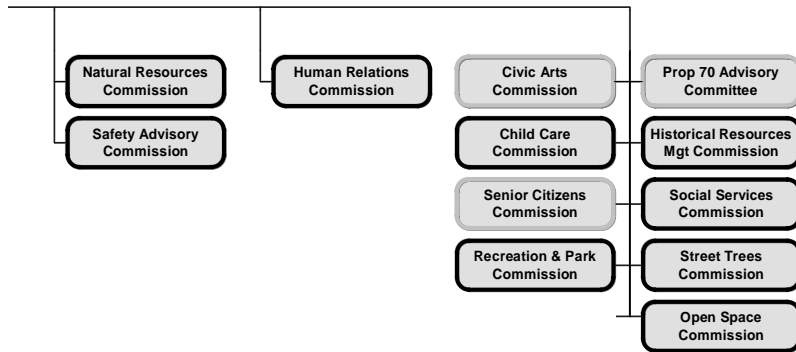 Natural Resources
Commission
Human Relations
Commission
Civic Arts
Commission
Prop 70 Advisory
Committee
Safety Advisory
Commission
Child Care
Commission
Historical Resources
Mgt Commission
Senior Citizens
Commission
Social Services
Commission
Recreation & Park
Commission
Street Trees
Commission
Open Space
Commission